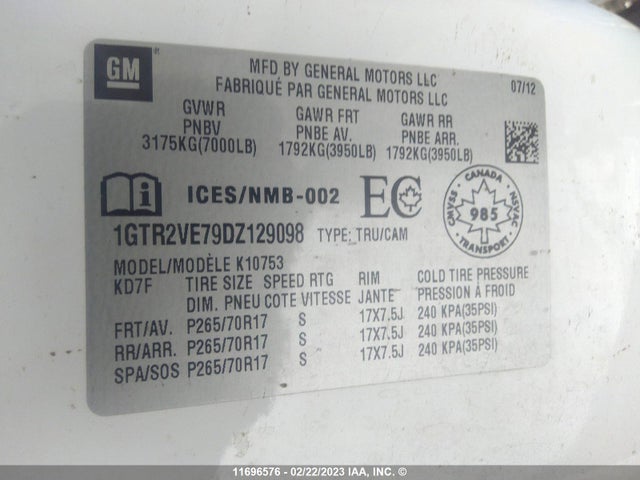 GM
MFD BY GENERAL MOTORS LLC
FABRIQUÉ PAR GENERAL MOTORS LLC
07/12
GVWR GAWR FRT GAWR RR
PNBV PNBE AV. PNBE ARR.
3175KG(7000LB) 1792KG(3950LB) 1792KG(3950LB)
i ICES/NMB-002 EC
CANADA
CMVSS 985 NSVAC
TRANSPORT
1GTR2VE79DZ129098 TYPE: TRU/CAM
MODEL/MODÈLE K10753
KD7F TIRE SIZE SPEED RTG RIM COLD TIRE PRESSURE
DIM. PNEU COTE VITESSE JANTE PRESSION À FROID
FRT/AV. P265/70R17 S 17X7.5J 240 KPA(35PSI)
RR/ARR. P265/70R17 S 17X7.5J 240 KPA(35PSI)
SPA/SOS P265/70R17 S 17X7.5J 240 KPA(35PSI)
11696576 - 02/22/2023 IAA, INC. ©